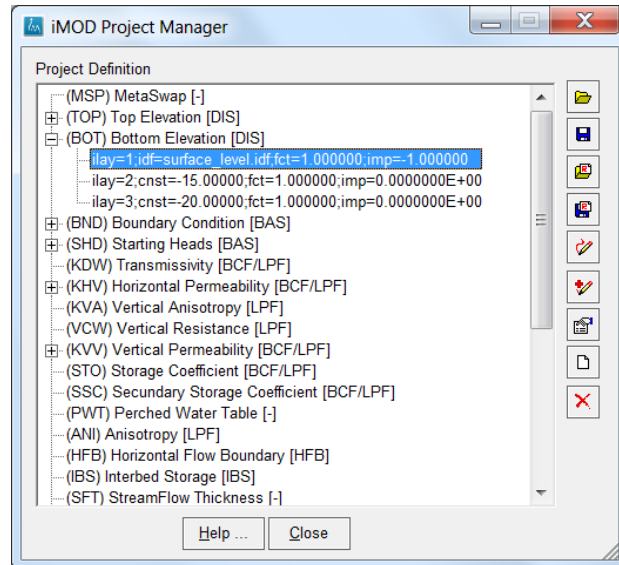 iMOD Project Manager
Project Definition
(MSP) MetaSwap [-]
(TOP) Top Elevation [DIS]
(BOT) Bottom Elevation [DIS]
ilay=1;idf=surface_level.idf,fct=1.000000;imp=-1.000000
ilay=2;cnst=-15.00000;fct=1.000000;imp=0.0000000E+00
ilay=3;cnst=-20.00000;fct=1.000000;imp=0.0000000E+00
(BND) Boundary Condition [BAS]
(SHD) Starting Heads [BAS]
(KDW) Transmissivity [BCF/LPF]
(KHV) Horizontal Permeability [BCF/LPF]
(KVA) Vertical Anisotropy [LPF]
(VCW) Vertical Resistance [LPF]
(KVV) Vertical Permeability [BCF/LPF]
(STO) Storage Coefficient [BCF/LPF]
(SSC) Secundary Storage Coefficient [BCF/LPF]
(PWT) Perched Water Table [-]
(ANI) Anisotropy [LPF]
(HFB) Horizontal Flow Boundary [HFB]
(IBS) Interbed Storage [IBS]
(SFT) StreamFlow Thickness [-]
Help ... Close